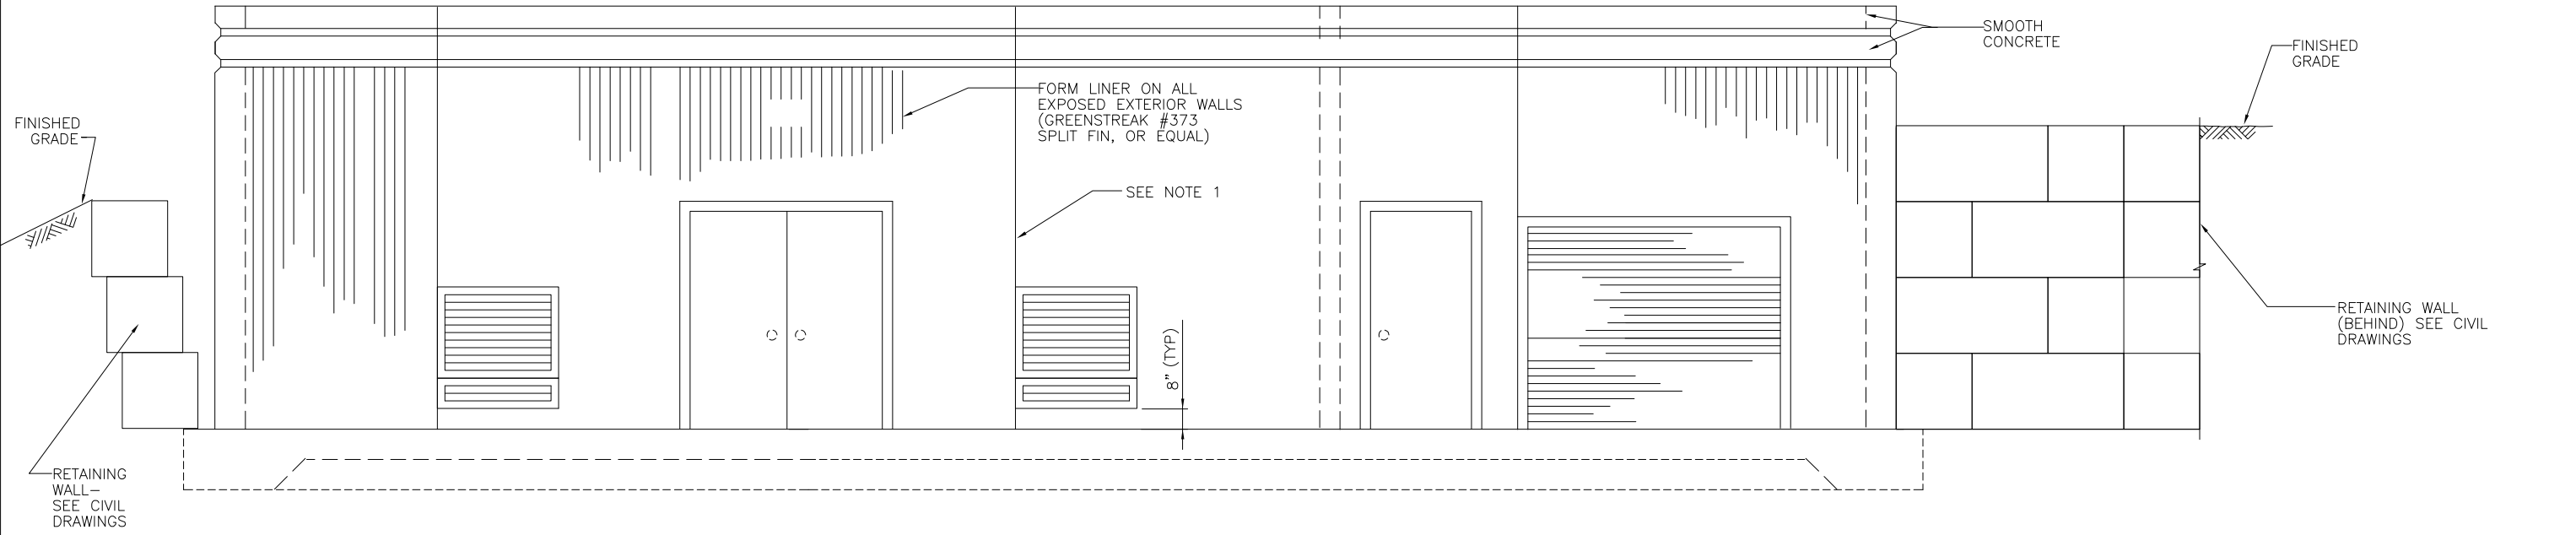 SMOOTH
CONCRETE
FINISHED
GRADE
FORM LINER ON ALL
EXPOSED EXTERIOR WALLS
(GREENSTREAK #373
SPLIT FIN, OR EQUAL)
FINISHED
GRADE
SEE NOTE 1
8" (TYP)
RETAINING WALL
(BEHIND) SEE CIVIL
DRAWINGS
RETAINING
WALL-
SEE CIVIL
DRAWINGS